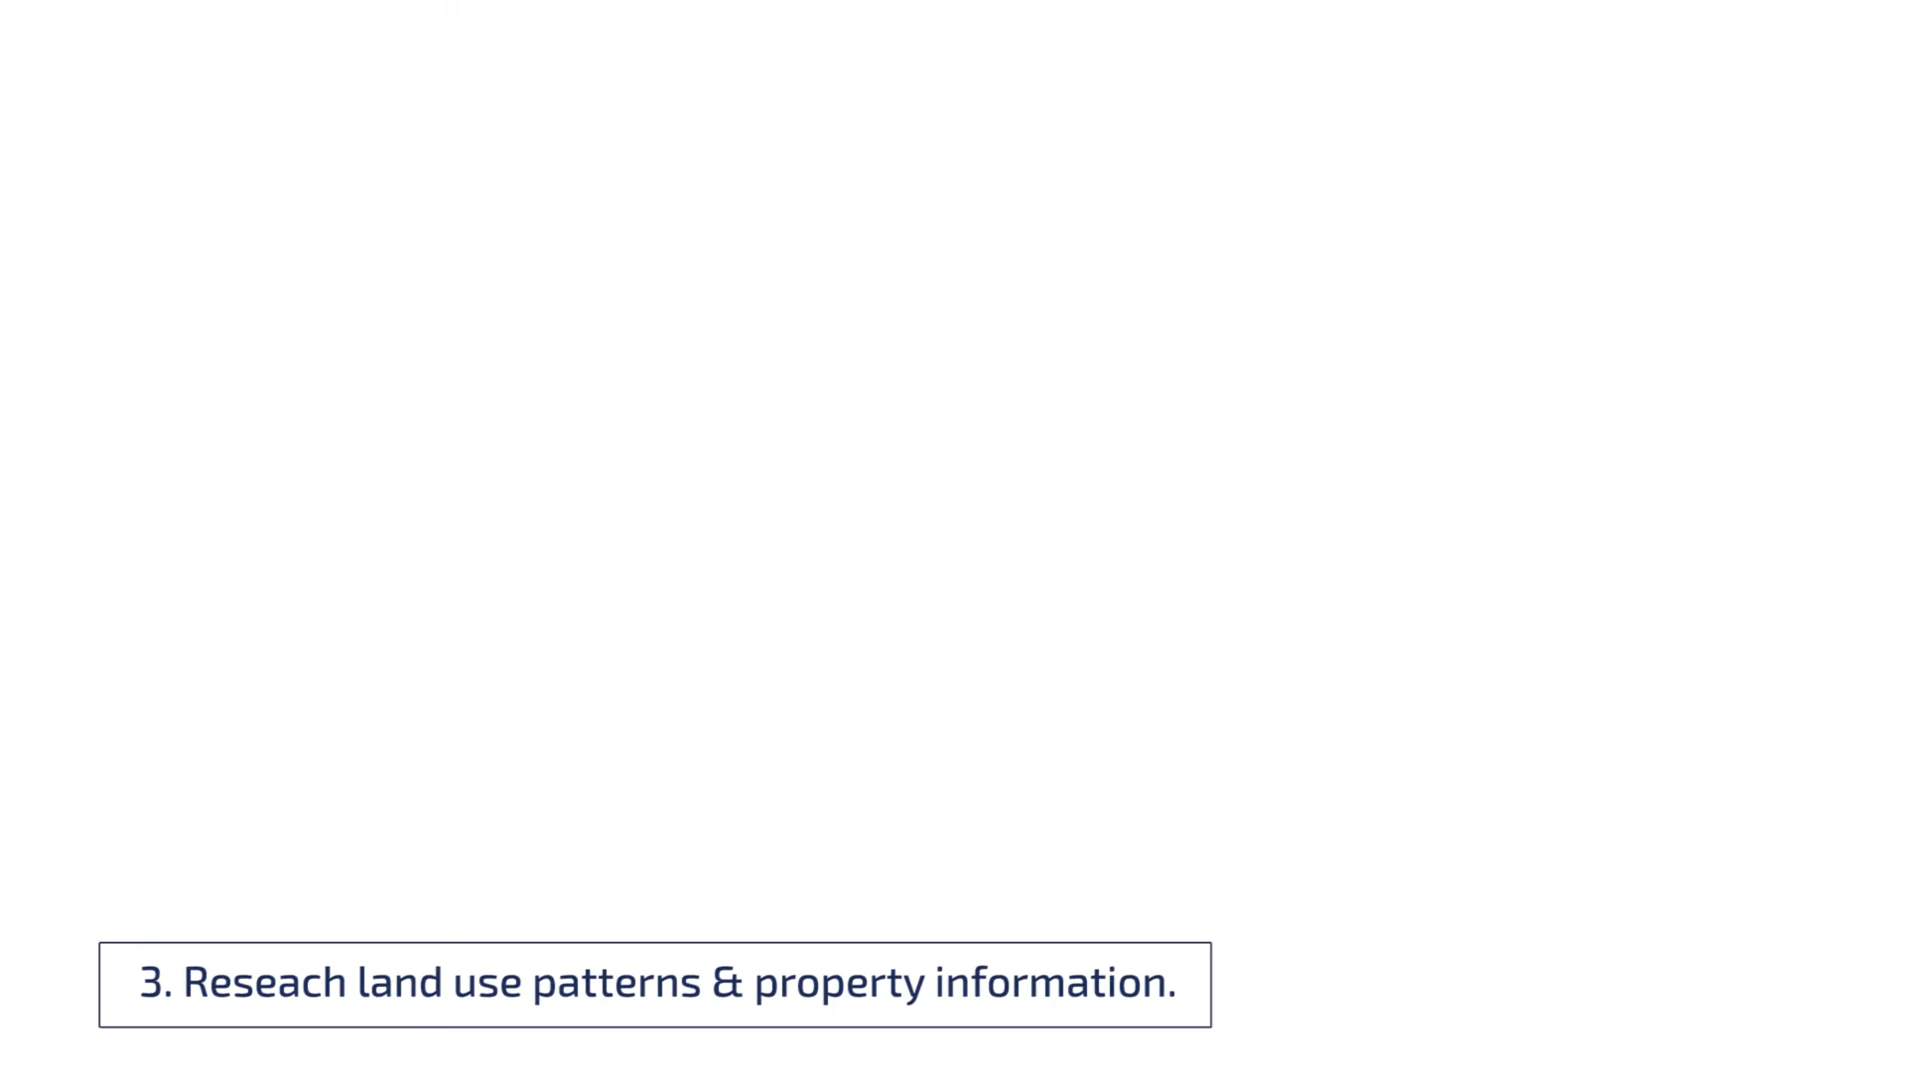 3. Reseach land use patterns & property information.